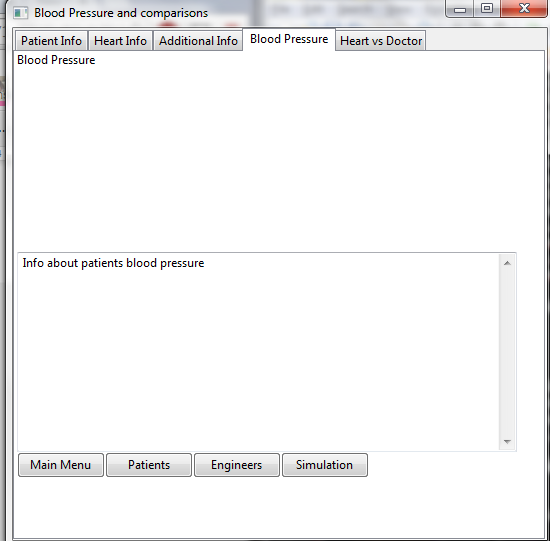 Blood Pressure and comparisons
Patient Info Heart Info Additional Info Blood Pressure Heart vs Doctor
Blood Pressure
Info about patients blood pressure
Main Menu Patients Engineers Simulation